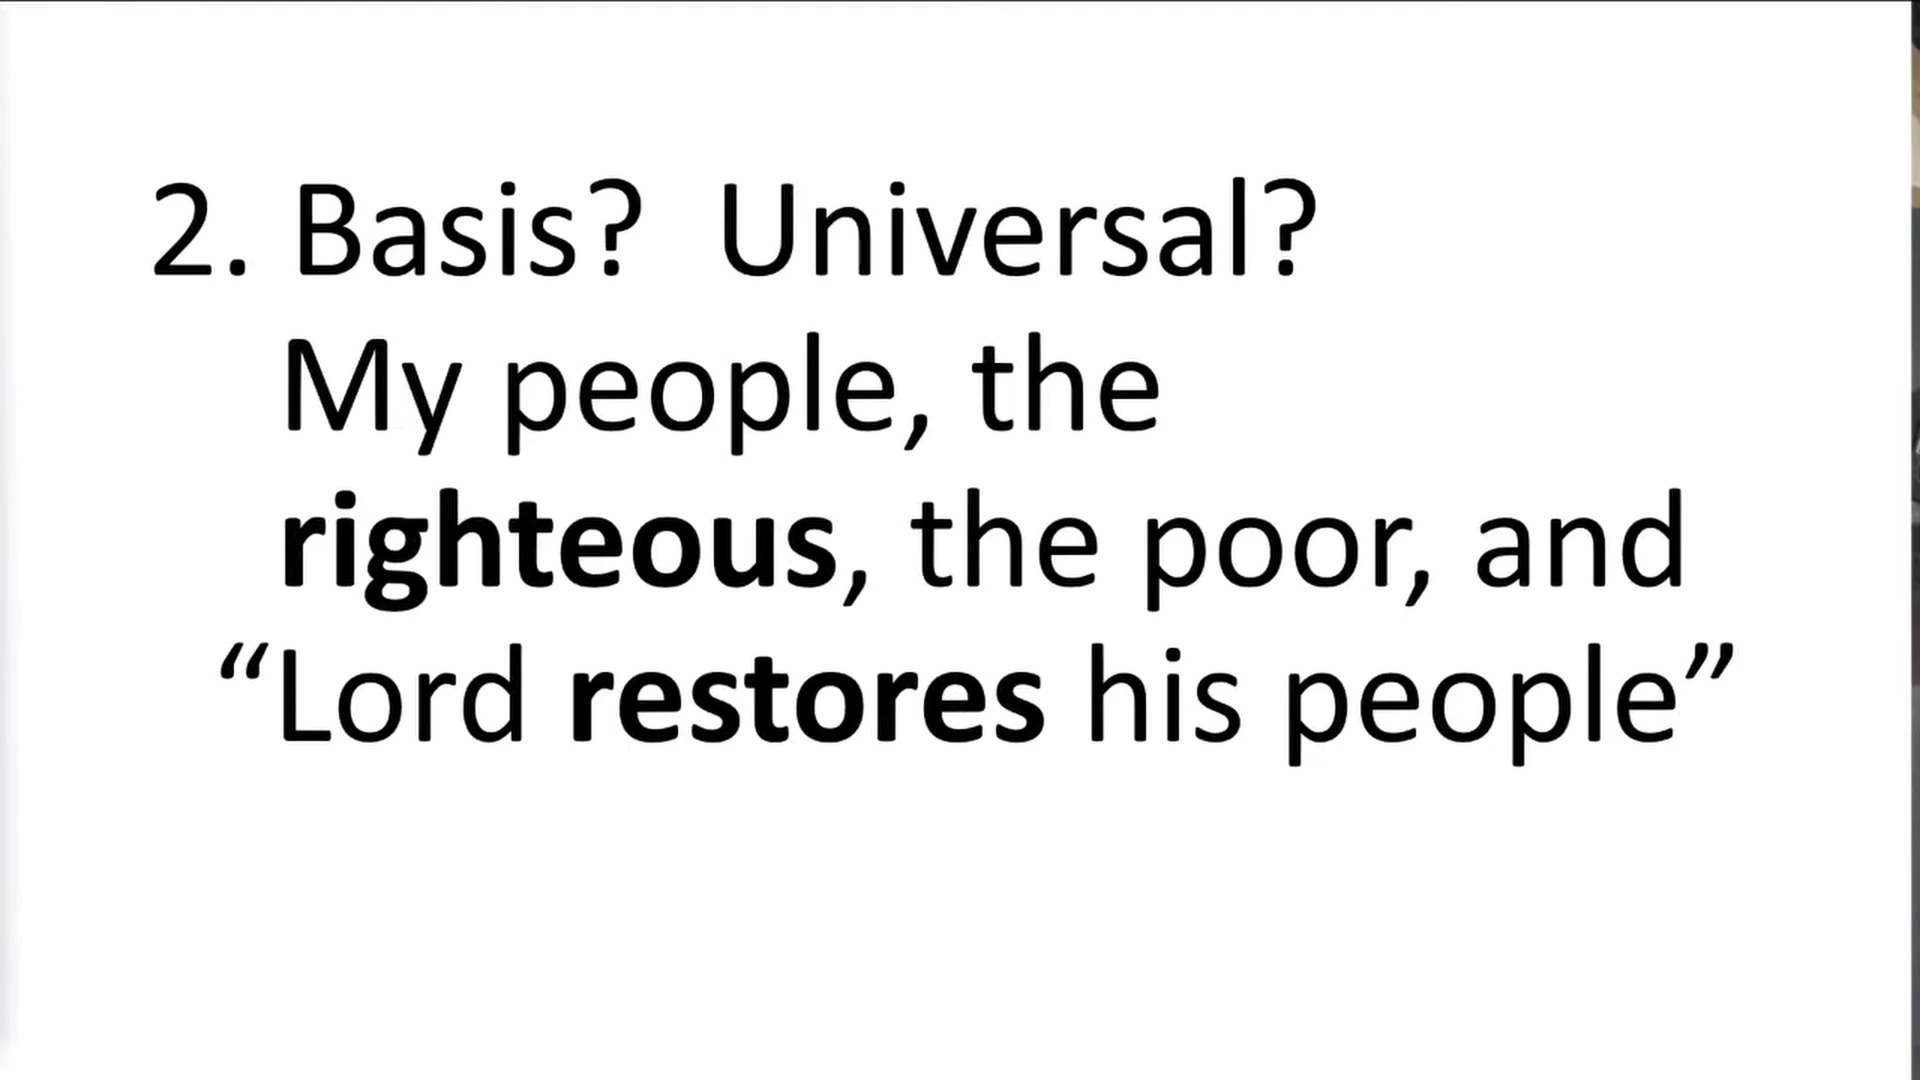 2. Basis?  Universal?
My people, the
righteous, the poor, and
“Lord restores his people”